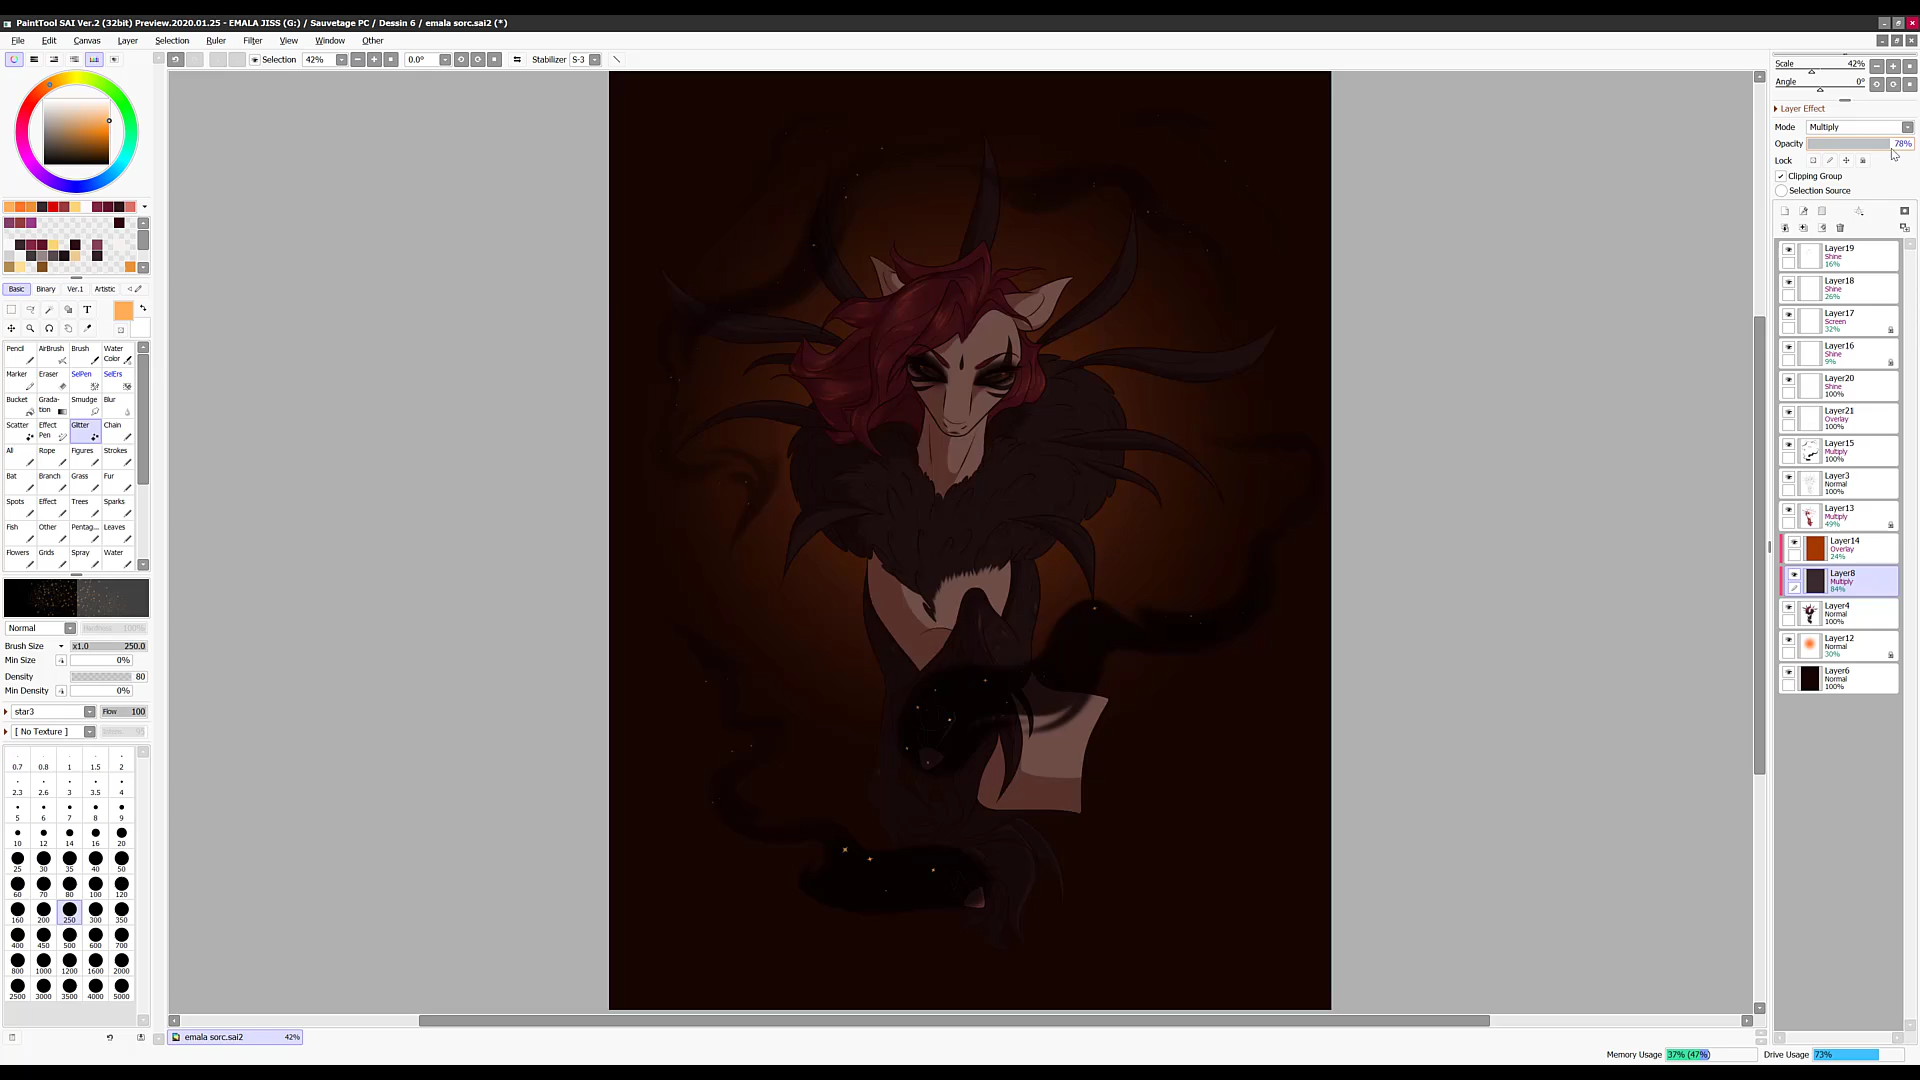 PaintTool SAI Ver.2 (32bit) Preview.2020.01.25 - EMALA JISS (G:) / Sauvetage PC / Dessin 6 / emala sorc.sai2 (*)
File Edit Canvas Layer Selection Ruler Filter View Window Other
Selection 42% 0.0° Stabilizer S-3
Scale 42%
Angle 0°
Layer Effect
Mode Multiply
Opacity 78%
Lock
Clipping Group
Selection Source
Layer19
Shine
16%
Layer18
Shine
26%
Layer17
Screen
32%
Layer16
Shine
9%
Layer20
Shine
100%
Layer21
Overlay
100%
Layer15
Multiply
100%
Layer3
Normal
100%
Layer13
Multiply
49%
Layer14
Overlay
24%
Layer8
Multiply
84%
Layer4
Normal
100%
Layer12
Normal
30%
Layer6
Normal
100%
Basic Binary Ver.1 Artistic
T
Pencil AirBrush Brush Water Color
Marker Eraser SelPen SelErs
Bucket Grada-tion Smudge Blur
Scatter Effect Pen Glitter Chain
All Rope Figures Strokes
Bat Branch Grass Fur
Spots Effect Trees Sparks
Fish Other Pentag... Leaves
Flowers Grids Spray Water
Normal Hardness 100%
Brush Size x1.0 250.0
Min Size 0%
Density 80
Min Density 0%
star3 Flow 100
[ No Texture ] 95
0.7 0.8 1 1.5 2
2.3 2.6 3 3.5 4
5 6 7 8 9
10 12 14 16 20
25 30 35 40 50
60 70 80 100 120
160 200 250 300 350
400 450 500 600 700
800 1000 1200 1600 2000
2500 3000 3500 4000 5000
emala sorc.sai2 42%
Memory Usage 37% (47%) Drive Usage 73%